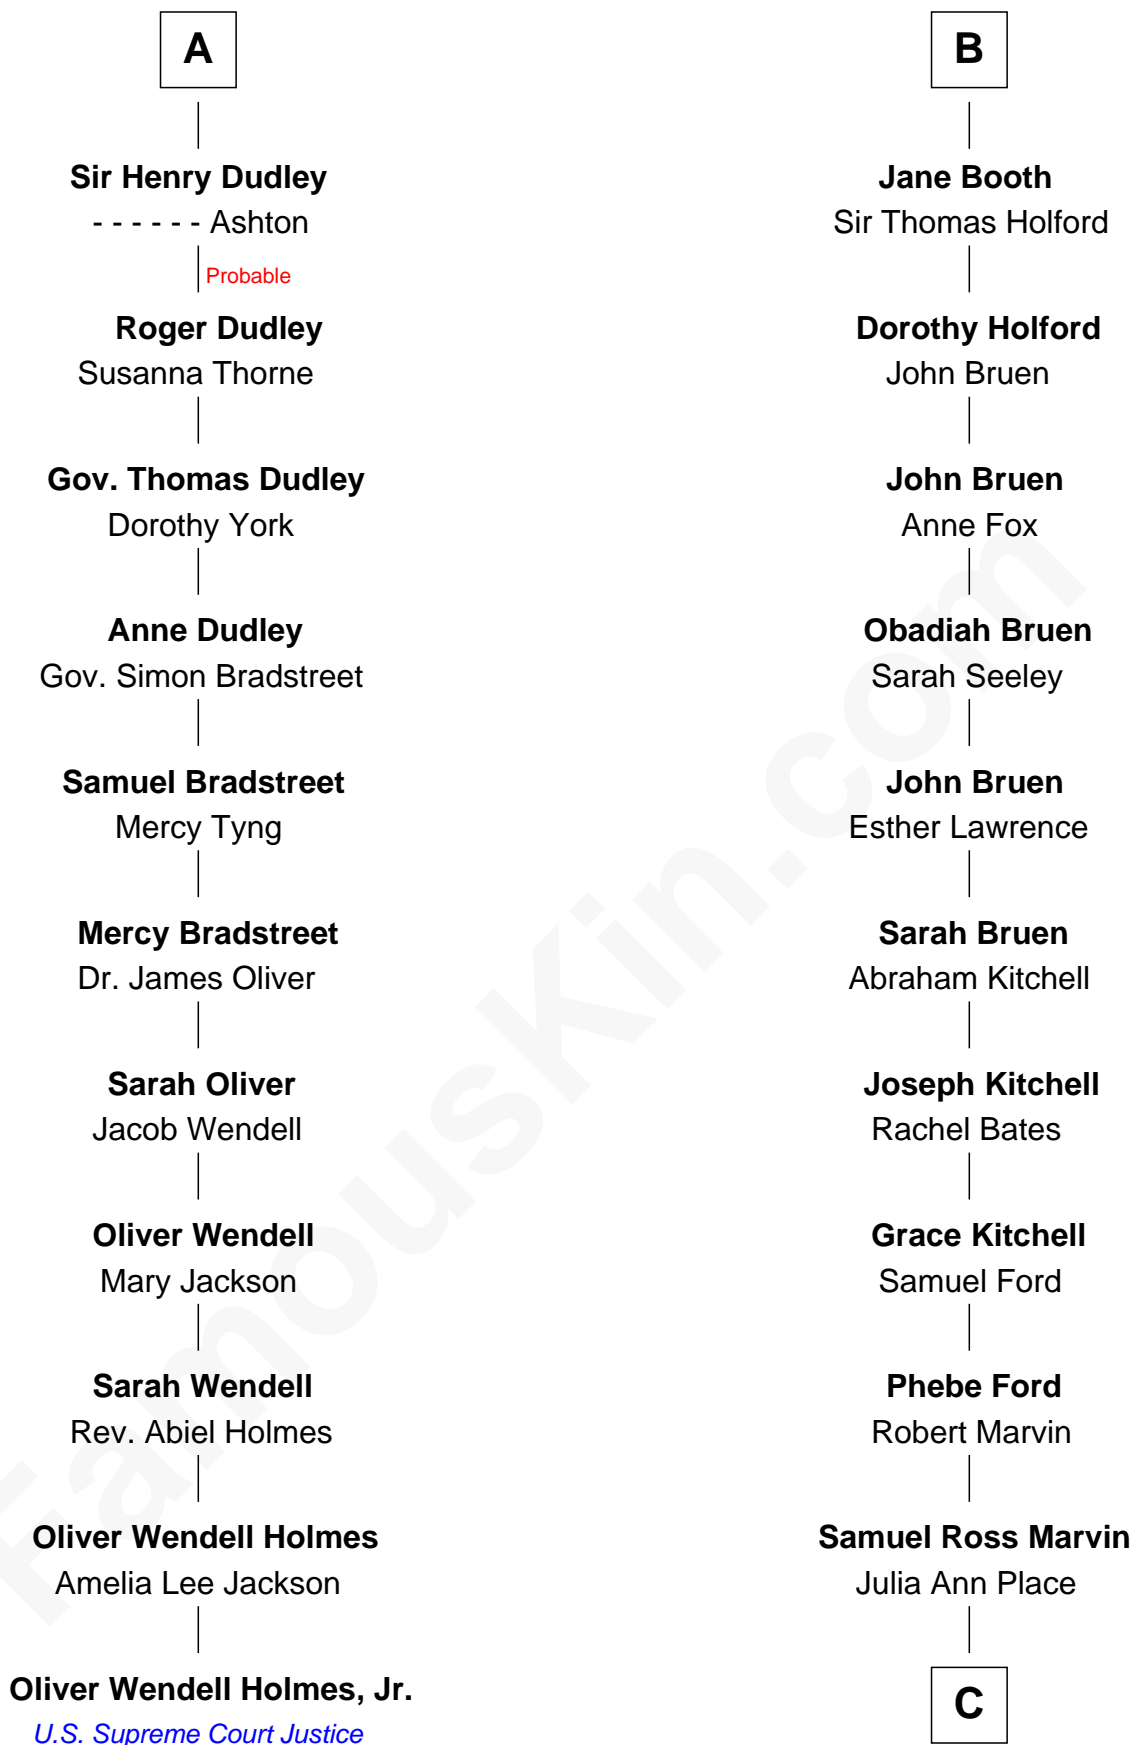 A
Sir Henry Dudley
- - - - - - Ashton
Probable
Roger Dudley
Susanna Thorne
Gov. Thomas Dudley
Dorothy York
Anne Dudley
Gov. Simon Bradstreet
Samuel Bradstreet
Mercy Tyng
Mercy Bradstreet
Dr. James Oliver
Sarah Oliver
Jacob Wendell
Oliver Wendell
Mary Jackson
Sarah Wendell
Rev. Abiel Holmes
Oliver Wendell Holmes
Amelia Lee Jackson
Oliver Wendell Holmes, Jr.
U.S. Supreme Court Justice
B
Jane Booth
Sir Thomas Holford
Dorothy Holford
John Bruen
John Bruen
Anne Fox
Obadiah Bruen
Sarah Seeley
John Bruen
Esther Lawrence
Sarah Bruen
Abraham Kitchell
Joseph Kitchell
Rachel Bates
Grace Kitchell
Samuel Ford
Phebe Ford
Robert Marvin
Samuel Ross Marvin
Julia Ann Place
C
FamousKin.com